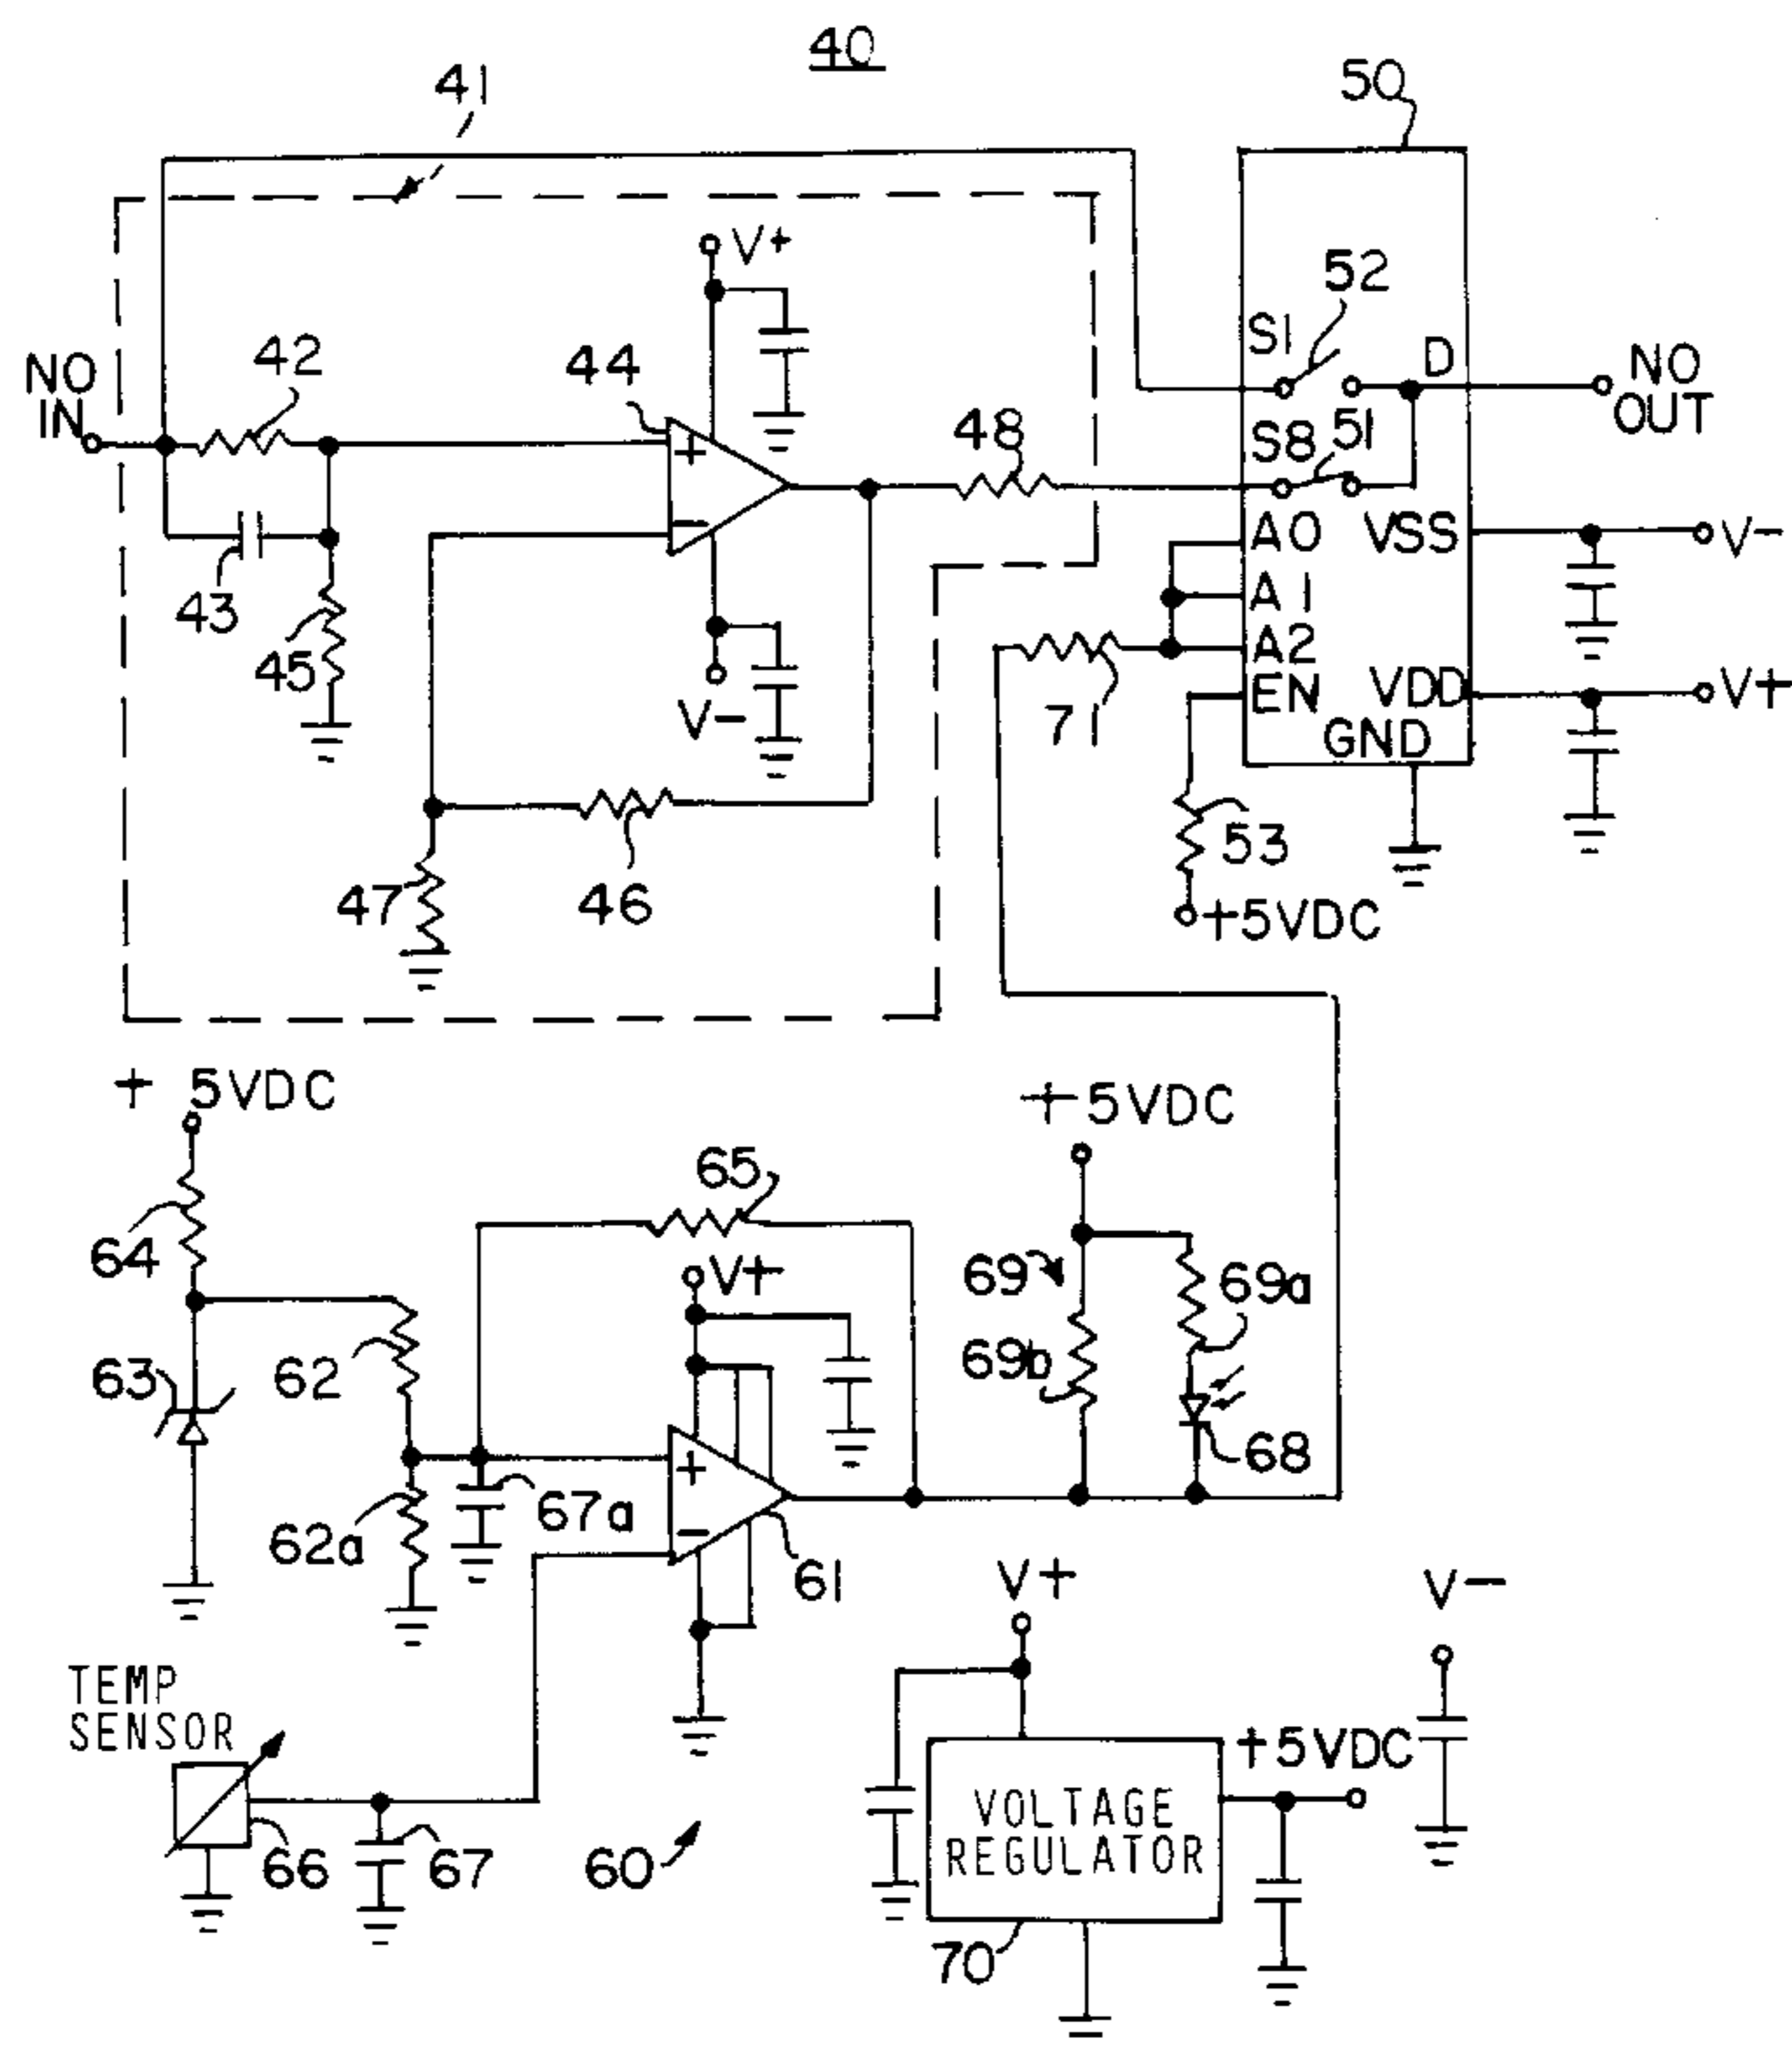 40
41
50
V+
52
S1
D
NO
IN
42
44
NO
OUT
48
S8
51
+
A0
VSS
V-
-
43
A1
45
A2
EN
VDD
V+
V-
71
GND
53
47
46
+5VDC
+ 5VDC
+5VDC
65
64
V+
69
69a
63
62
69b
68
+
67a
62a
-
61
V+
V-
TEMP
SENSOR
+5VDC
VOLTAGE
REGULATOR
66
67
60
70